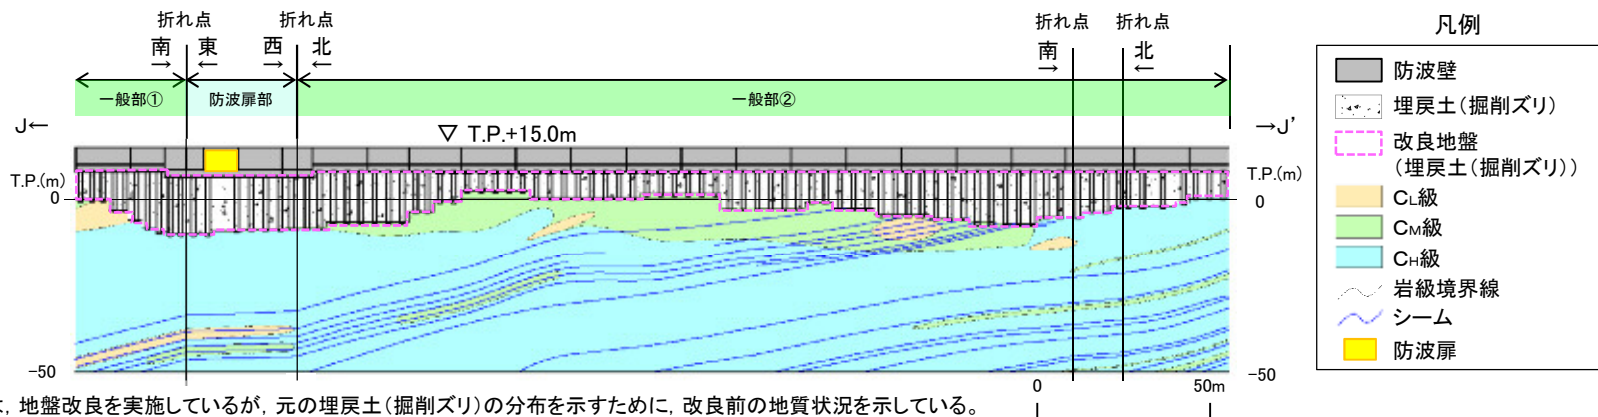 折れ点 折れ点 折れ点 折れ点 凡例
南 東 西 北 南 北
→ ← → ← → ←
一般部① 防波扉部 一般部②
J← ▽ T.P.+15.0m →J'
T.P.(m) T.P.(m)
0 0
-50 -50
0 50m
防波壁
埋戻土(掘削ズリ)
改良地盤
(埋戻土(掘削ズリ))
CL級
CM級
CH級
岩級境界線
シーム
防波扉
, 地盤改良を実施しているが, 元の埋戻土(掘削ズリ)の分布を示すために, 改良前の地質状況を示している。